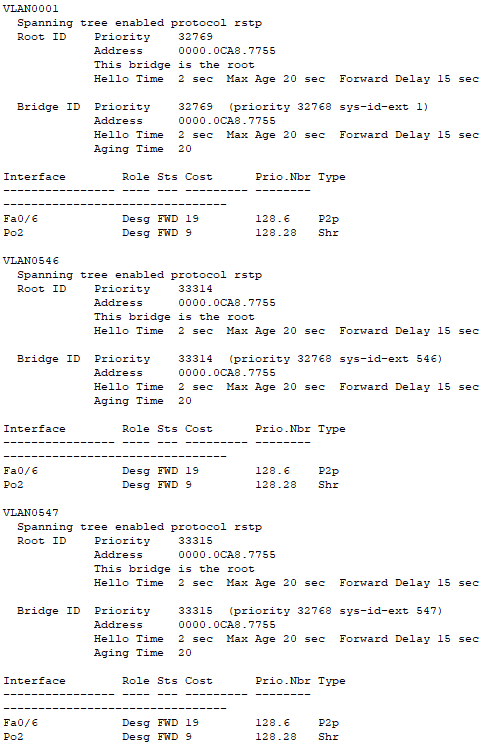 VLAN0001
  Spanning tree enabled protocol rstp
  Root ID    Priority    32769
             Address     0000.0CA8.7755
             This bridge is the root
             Hello Time  2 sec  Max Age 20 sec  Forward Delay 15 sec

  Bridge ID  Priority    32769  (priority 32768 sys-id-ext 1)
             Address     0000.0CA8.7755
             Hello Time  2 sec  Max Age 20 sec  Forward Delay 15 sec
             Aging Time  20

Interface        Role Sts Cost      Prio.Nbr Type
---------------- ---- --- --------- --------
--------------------------------
Fa0/6            Desg FWD 19        128.6    P2p
Po2              Desg FWD 9         128.28   Shr

VLAN0546
  Spanning tree enabled protocol rstp
  Root ID    Priority    33314
             Address     0000.0CA8.7755
             This bridge is the root
             Hello Time  2 sec  Max Age 20 sec  Forward Delay 15 sec

  Bridge ID  Priority    33314  (priority 32768 sys-id-ext 546)
             Address     0000.0CA8.7755
             Hello Time  2 sec  Max Age 20 sec  Forward Delay 15 sec
             Aging Time  20

Interface        Role Sts Cost      Prio.Nbr Type
---------------- ---- --- --------- --------
--------------------------------
Fa0/6            Desg FWD 19        128.6    P2p
Po2              Desg FWD 9         128.28   Shr

VLAN0547
  Spanning tree enabled protocol rstp
  Root ID    Priority    33315
             Address     0000.0CA8.7755
             This bridge is the root
             Hello Time  2 sec  Max Age 20 sec  Forward Delay 15 sec

  Bridge ID  Priority    33315  (priority 32768 sys-id-ext 547)
             Address     0000.0CA8.7755
             Hello Time  2 sec  Max Age 20 sec  Forward Delay 15 sec
             Aging Time  20

Interface        Role Sts Cost      Prio.Nbr Type
---------------- ---- --- --------- --------
--------------------------------
Fa0/6            Desg FWD 19        128.6    P2p
Po2              Desg FWD 9         128.28   Shr